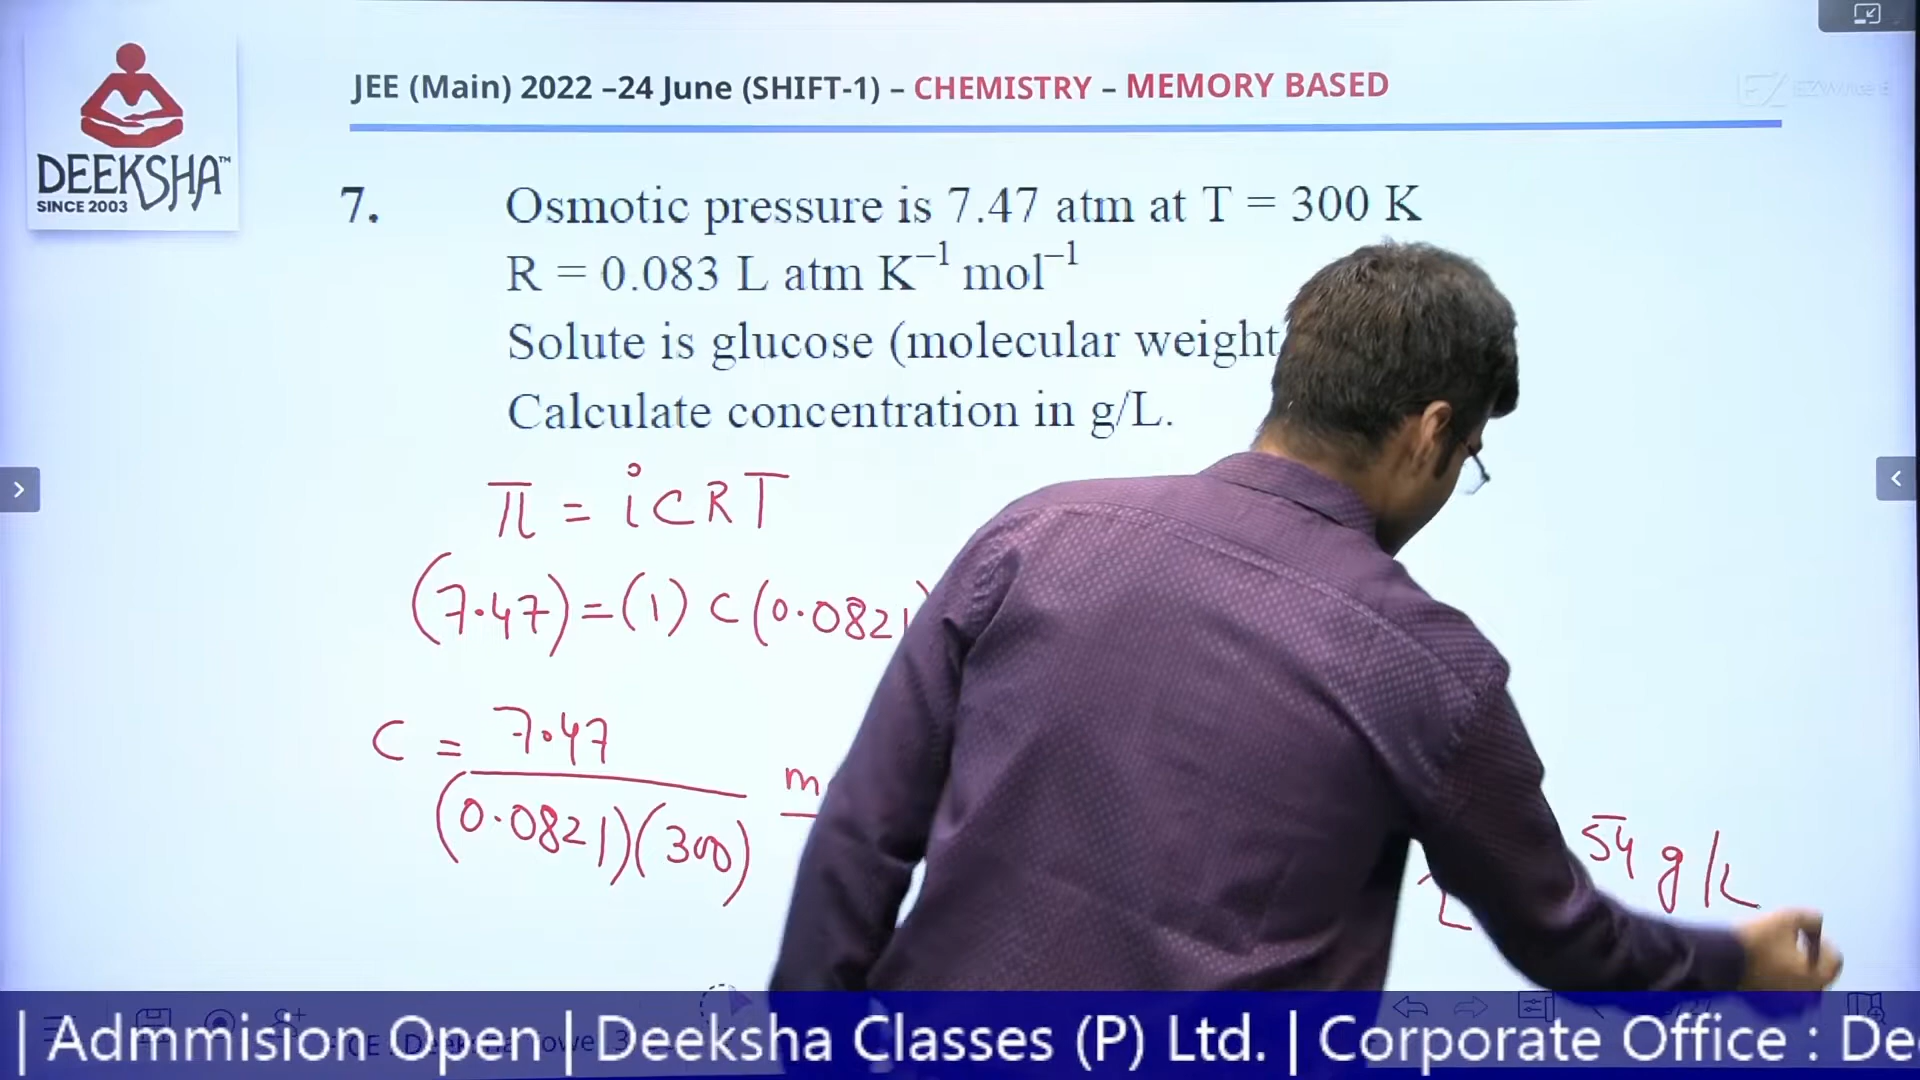 JEE (Main) 2022 –24 June (SHIFT-1) – CHEMISTRY – MEMORY BASED
DEEKSHA™
SINCE 2003
7. Osmotic pressure is 7.47 atm at T = 300 K
R = 0.083 L atm K⁻¹ mol⁻¹
Solute is glucose (molecular weight
Calculate concentration in g/L.
π = iCRT
(7.47) = (1) C (0.0821
C = 7.47
(0.0821)(300)
m
54 g/L
L
| Admmision Open | Deeksha Classes (P) Ltd. | Corporate Office : De